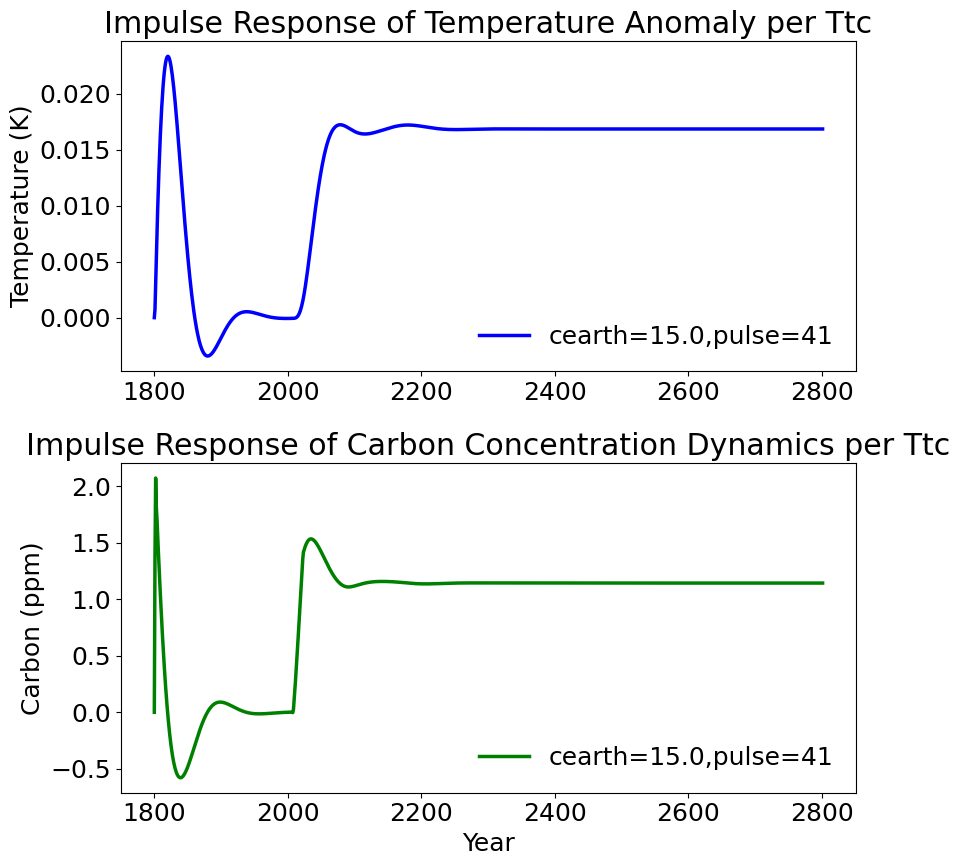 Impulse Response of Temperature Anomaly per Ttc
Temperature (K)
0.020
0.015
0.010
0.005
0.000
cearth=15.0,pulse=41
1800 2000 2200 2400 2600 2800
Impulse Response of Carbon Concentration Dynamics per Ttc
Carbon (ppm)
2.0
1.5
1.0
0.5
0.0
−0.5
cearth=15.0,pulse=41
1800 2000 2200 2400 2600 2800
Year